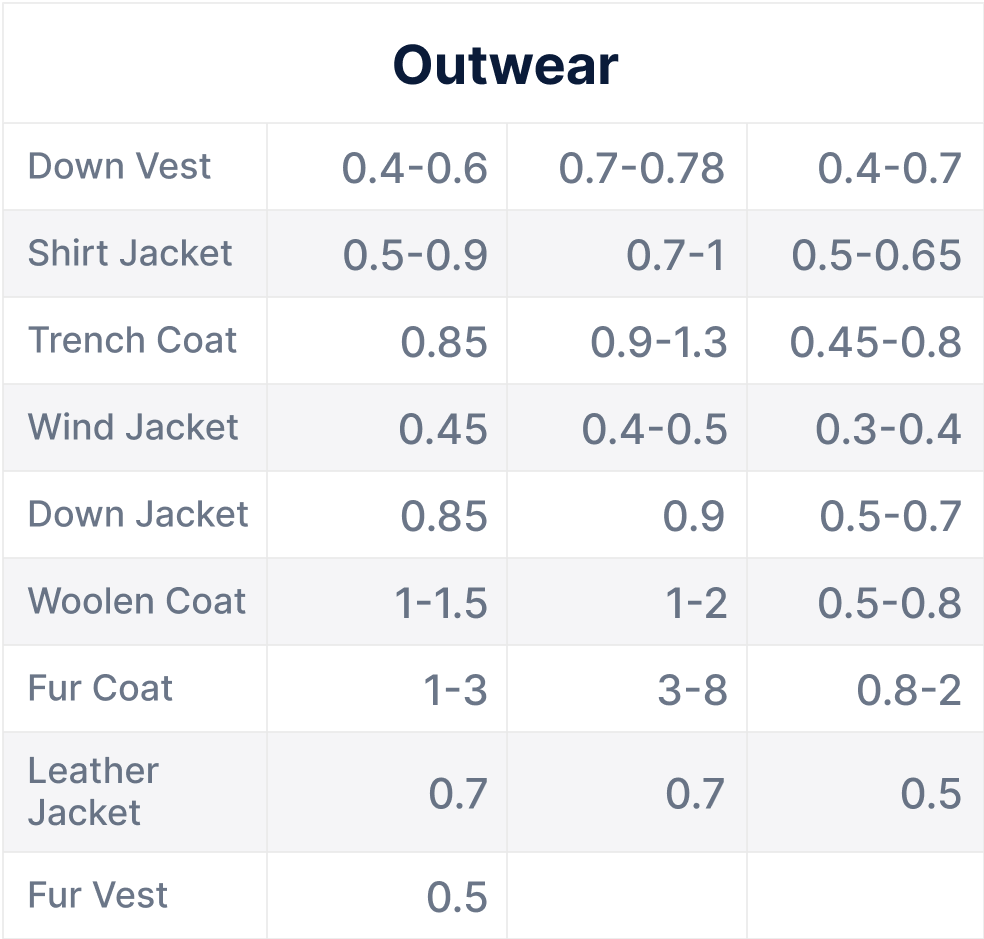 Outwear
Down Vest 0.4-0.6 0.7-0.78 0.4-0.7
Shirt Jacket 0.5-0.9 0.7-1 0.5-0.65
Trench Coat 0.85 0.9-1.3 0.45-0.8
Wind Jacket 0.45 0.4-0.5 0.3-0.4
Down Jacket 0.85 0.9 0.5-0.7
Woolen Coat 1-1.5 1-2 0.5-0.8
Fur Coat 1-3 3-8 0.8-2
Leather
Jacket 0.7 0.7 0.5
Fur Vest 0.5